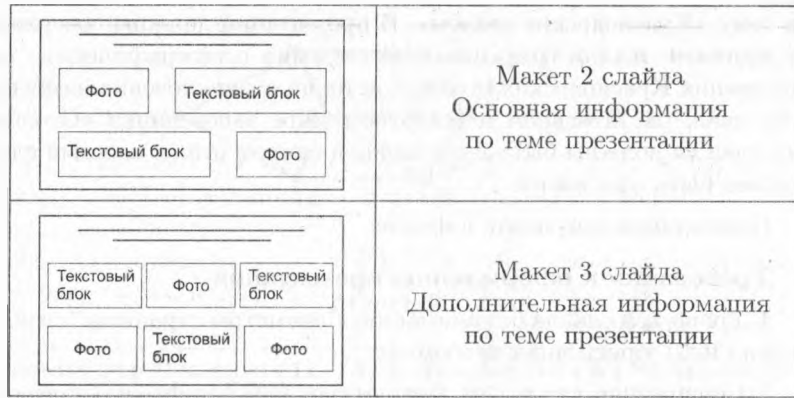 Фото
Текстовый блок
Текстовый блок
Фото
Макет 2 слайда
Основная информация
по теме презентации
Текстовый
блок
Фото
Текстовый
блок
Фото
Текстовый
блок
Фото
Макет 3 слайда
Дополнительная информация
по теме презентации